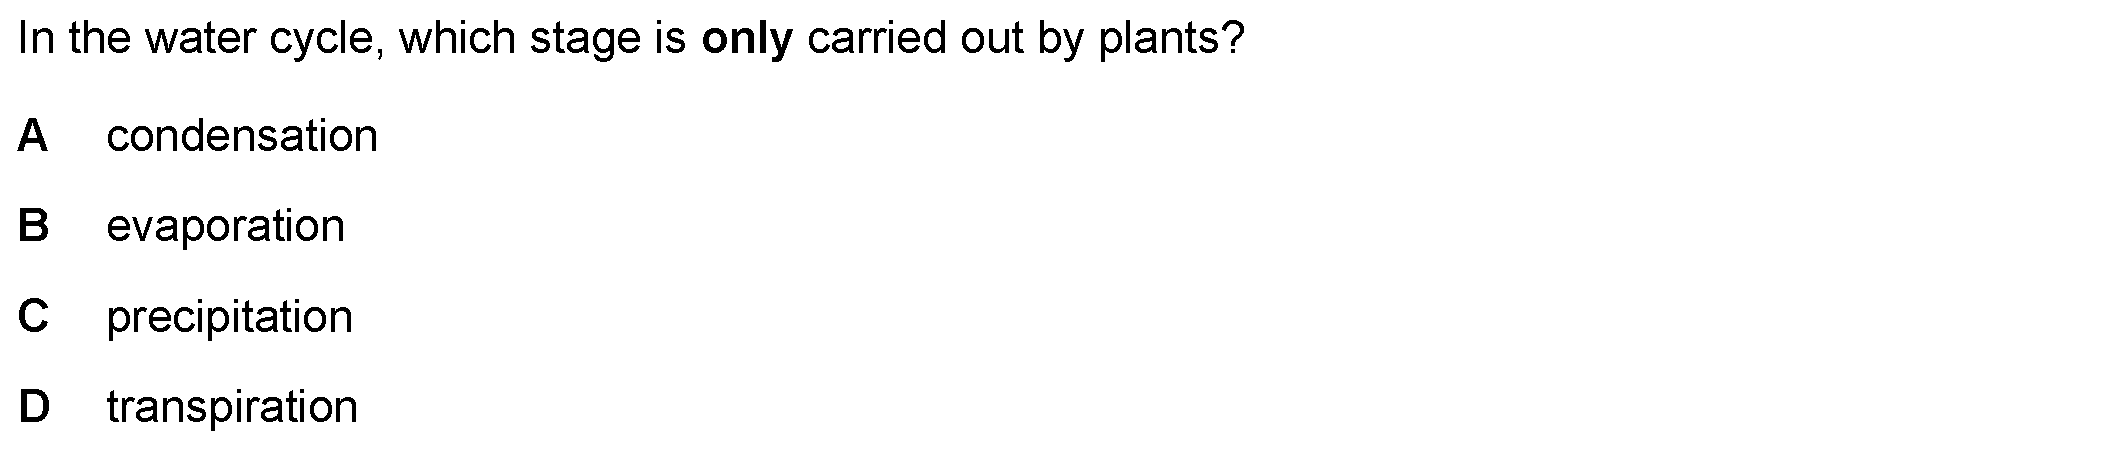 In the water cycle, which stage is only carried out by plants?
A condensation
B evaporation
C precipitation
D transpiration